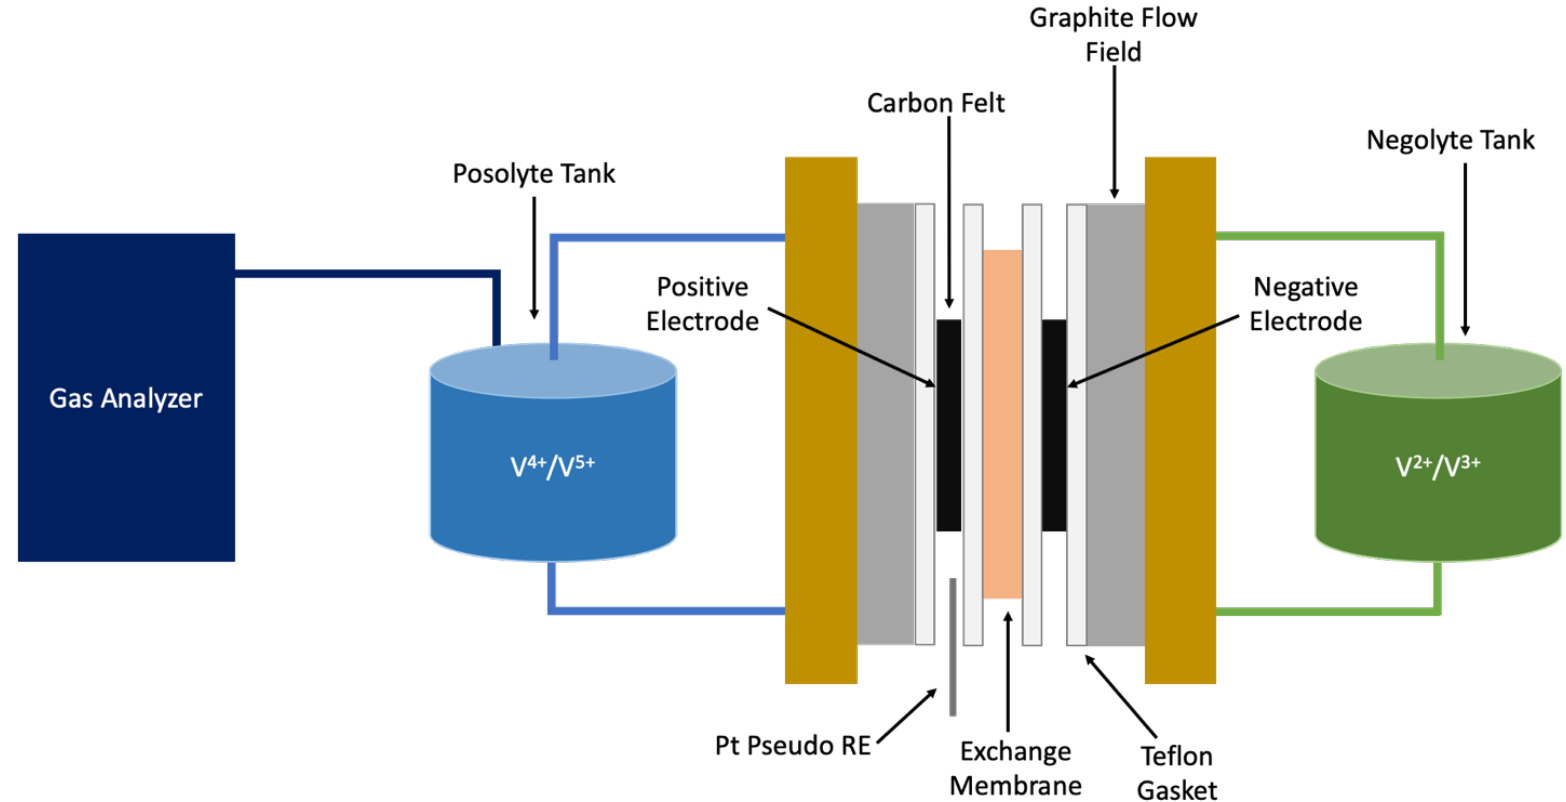 Graphite Flow
Field
Carbon Felt
Negolyte Tank
Posolyte Tank
Positive
Electrode
Negative
Electrode
Gas Analyzer
V⁴⁺/V⁵⁺
V²⁺/V³⁺
Pt Pseudo RE
Exchange
Membrane
Teflon
Gasket